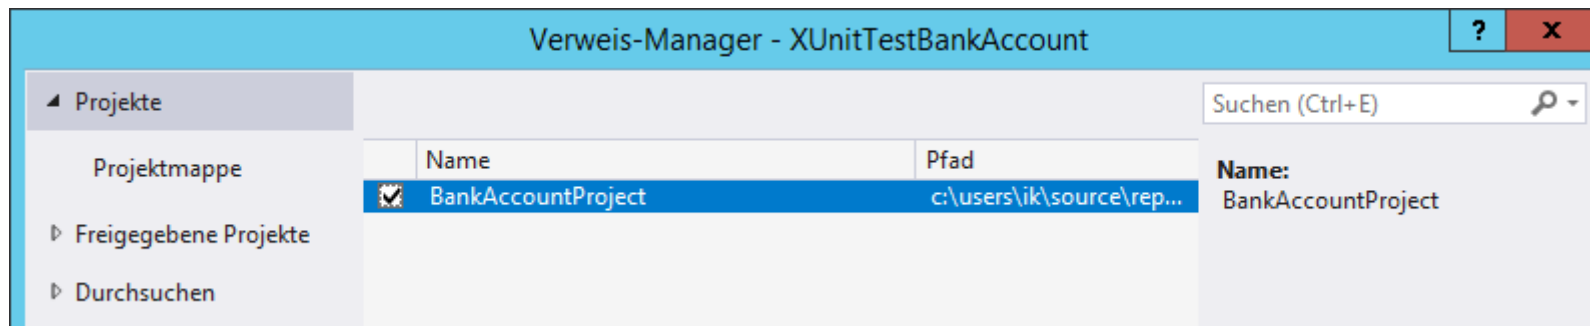 Verweis-Manager - XUnitTestBankAccount
?
x
Projekte
Projektmappe
Freigegebene Projekte
Durchsuchen
Name
Pfad
BankAccountProject
c:\users\ik\source\rep...
Suchen (Ctrl+E)
Name:
BankAccountProject